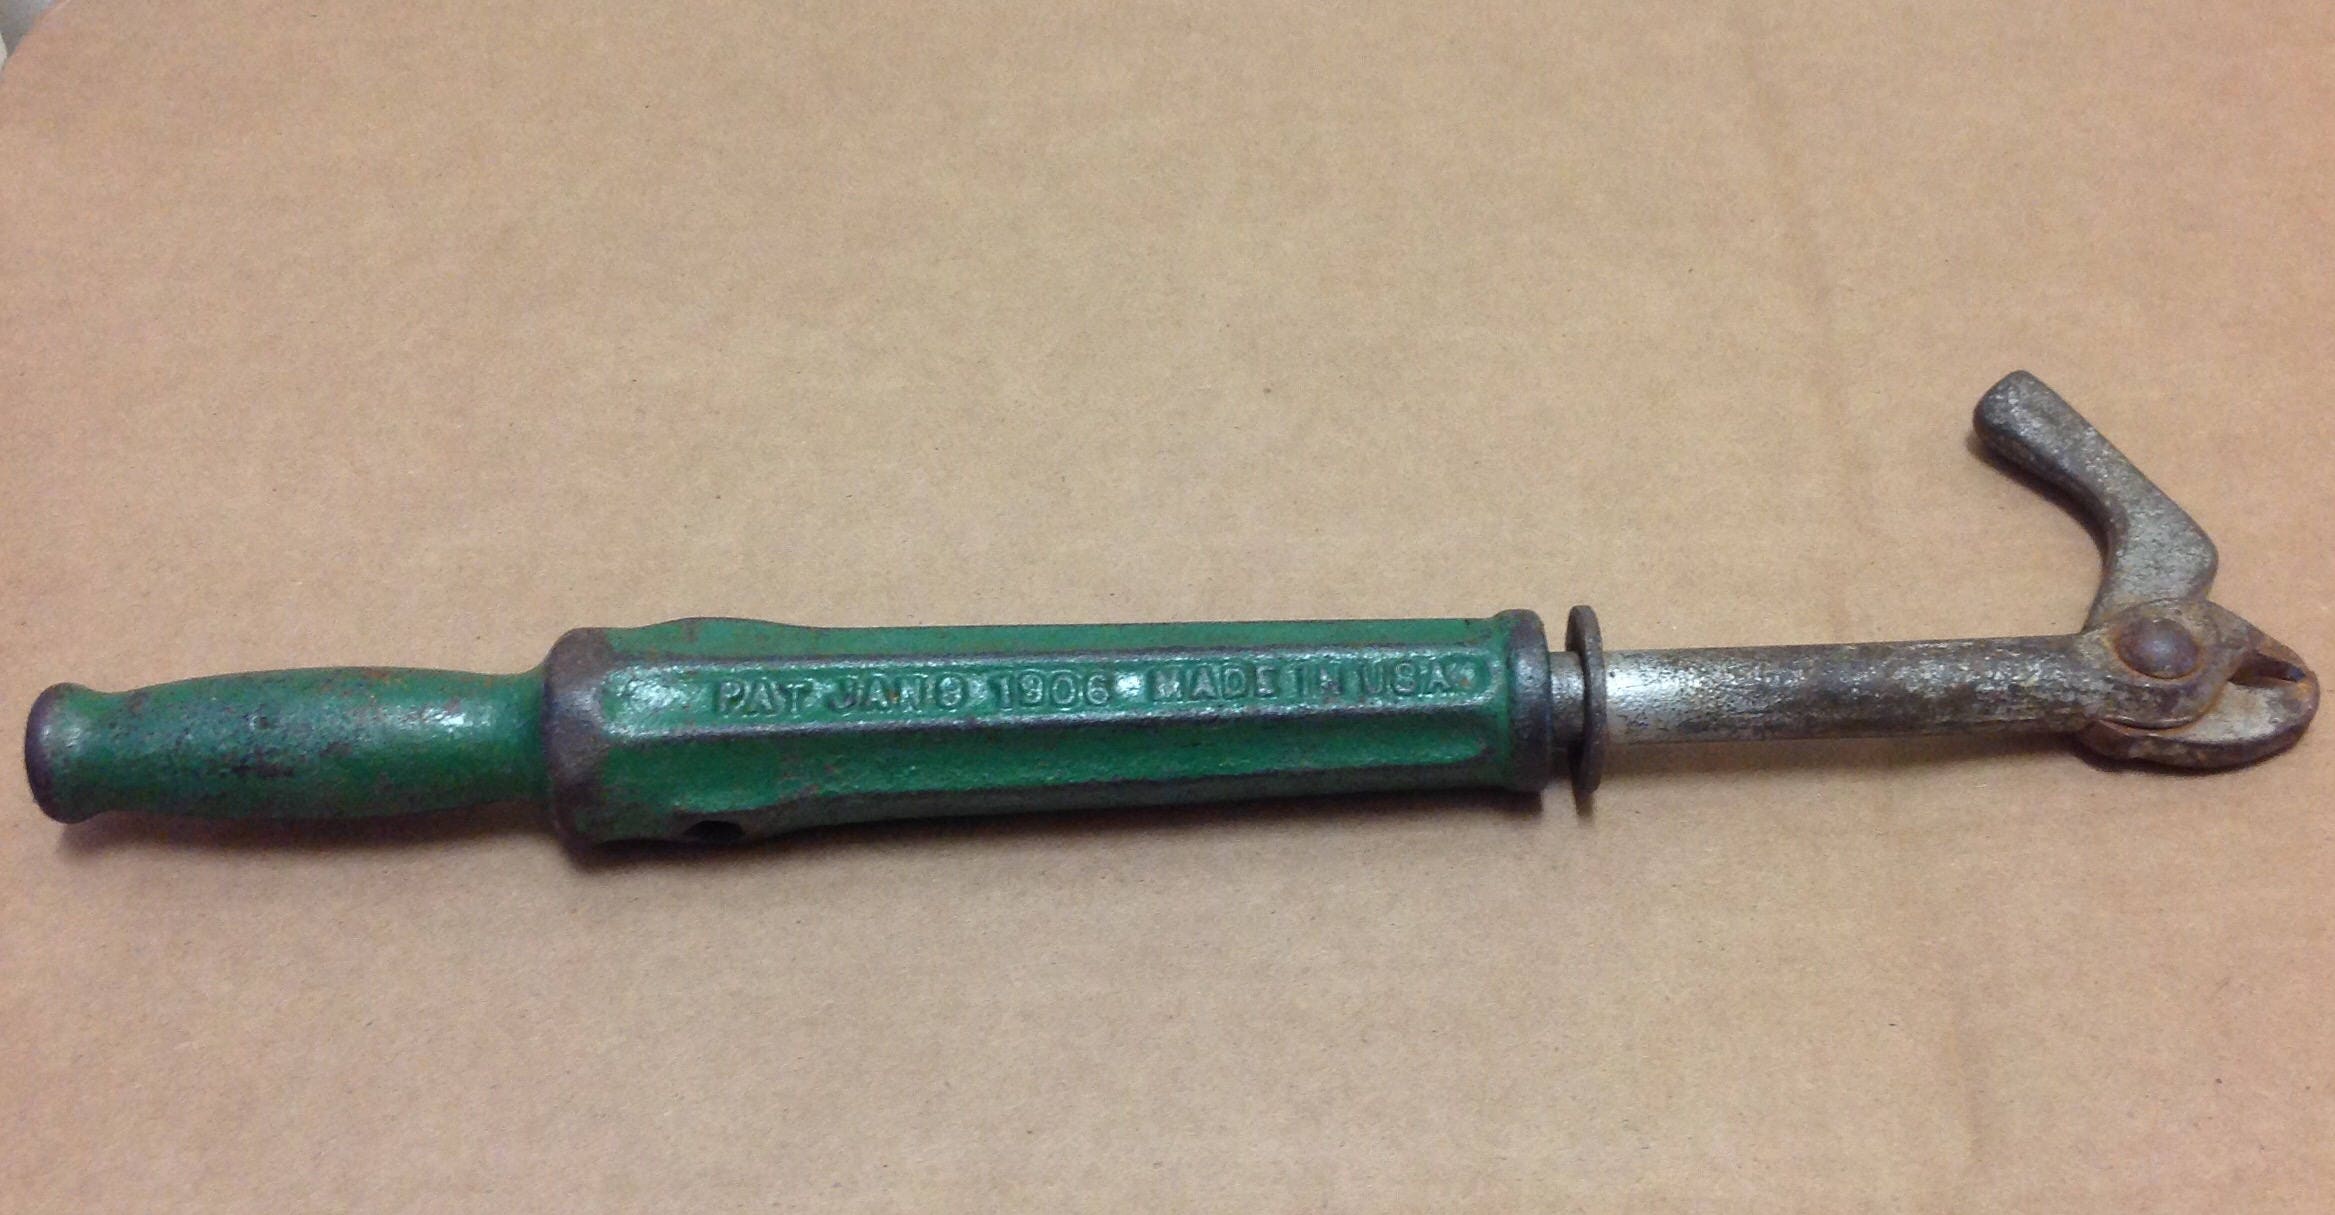 PAT JAN 9 1906 • MADE IN USA •